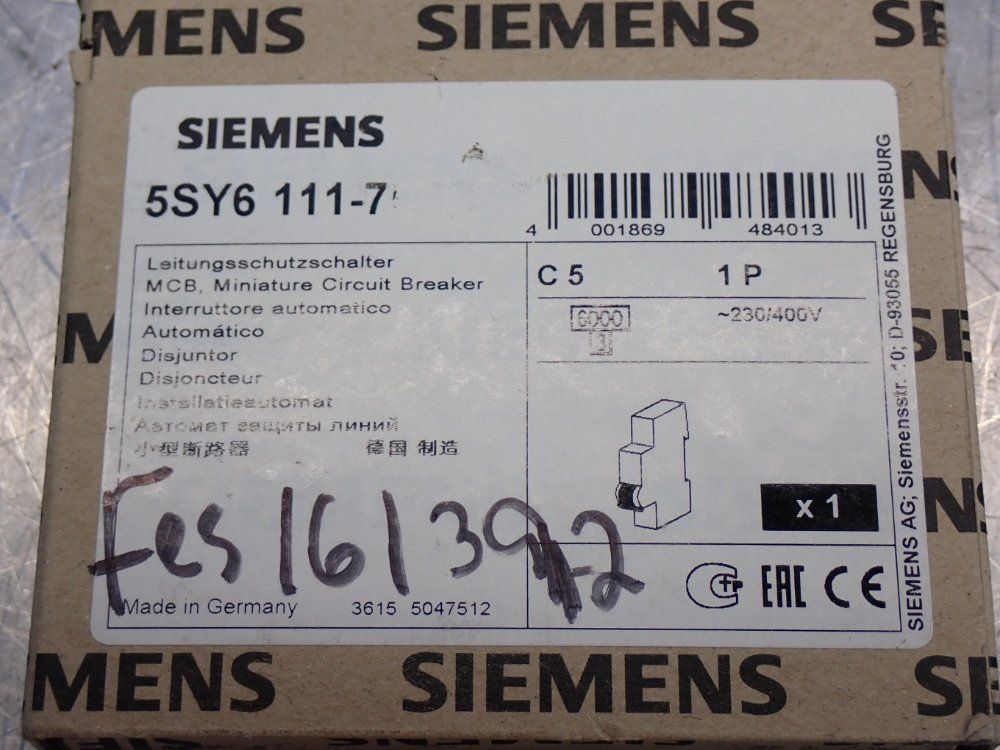 SIEMENS SIEMENS
SIEMENS
5SY6 111-7
4 001869 484013
Leitungsschutzschalter
MCB, Miniature Circuit Breaker
Interruttore automatico
Automático
Disjuntor
Disjoncteur
Installatieautomat
Автомат защиты линий
小型断路器 德国 制造
C 5 1 P
6000
3
~230/400V
x 1
Made in Germany 3615 5047512
EAC CE
SIEMENS AG; Siemensstr. 10; D-93055 REGENSBURG
SIEMENS SIEMENS